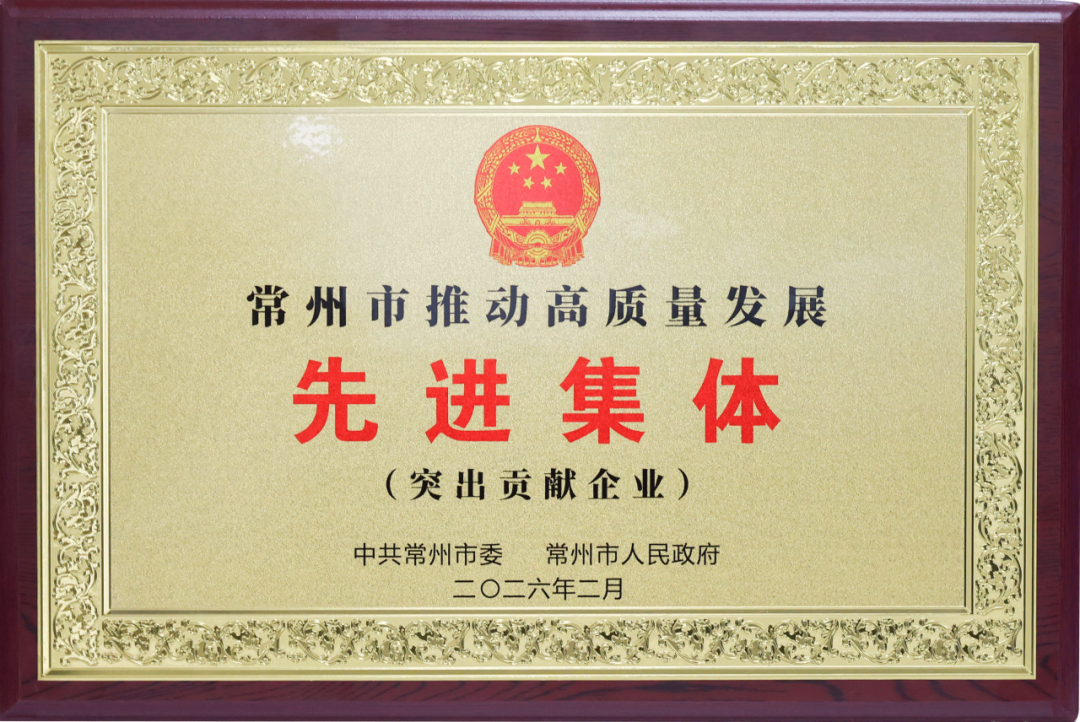 常州市推动高质量发展
先进集体
（突出贡献企业）
中共常州市委 常州市人民政府
二〇二六年二月